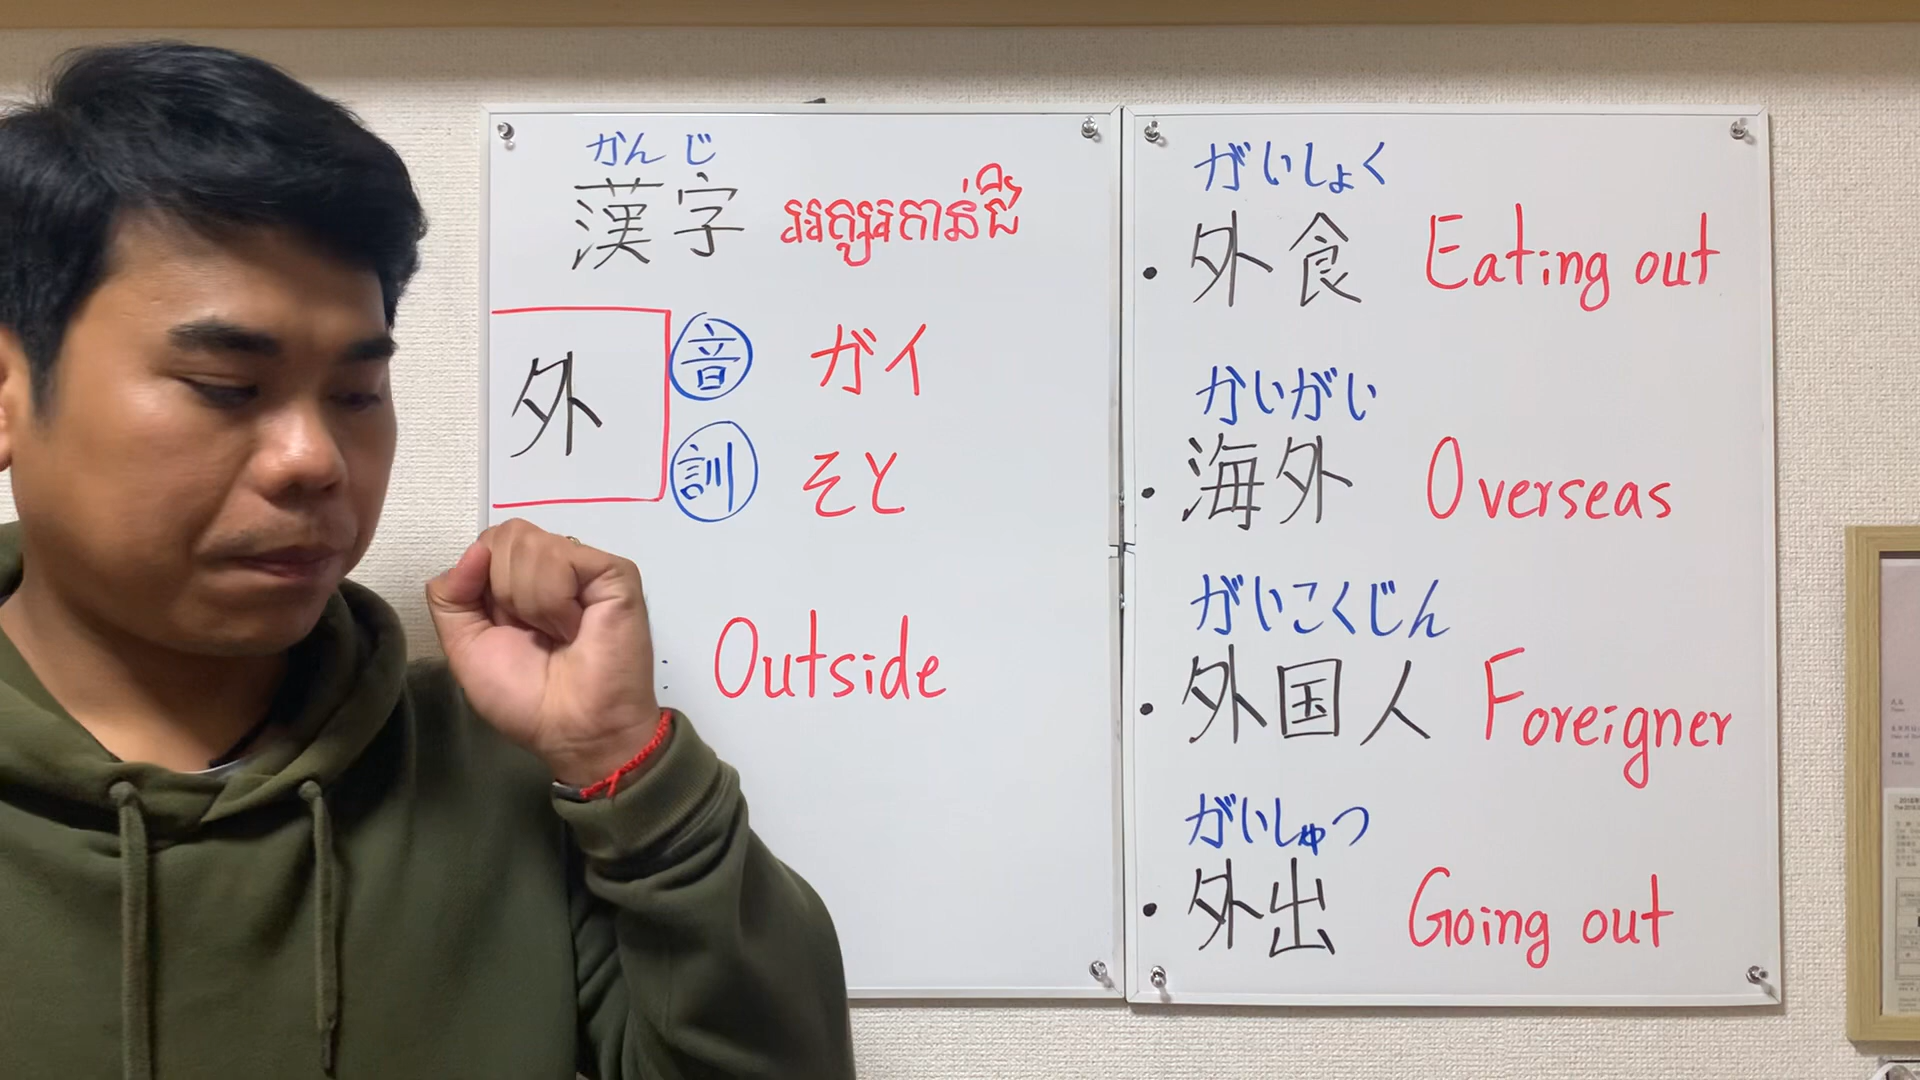 かんじ
漢字 អក្សរកាន់ជី
外
音 ガイ
訓 そと
: Outside
がいしょく
・外食 Eating out
かいがい
・海外 Overseas
がいこくじん
・外国人 Foreigner
がいしゅつ
・外出 Going out